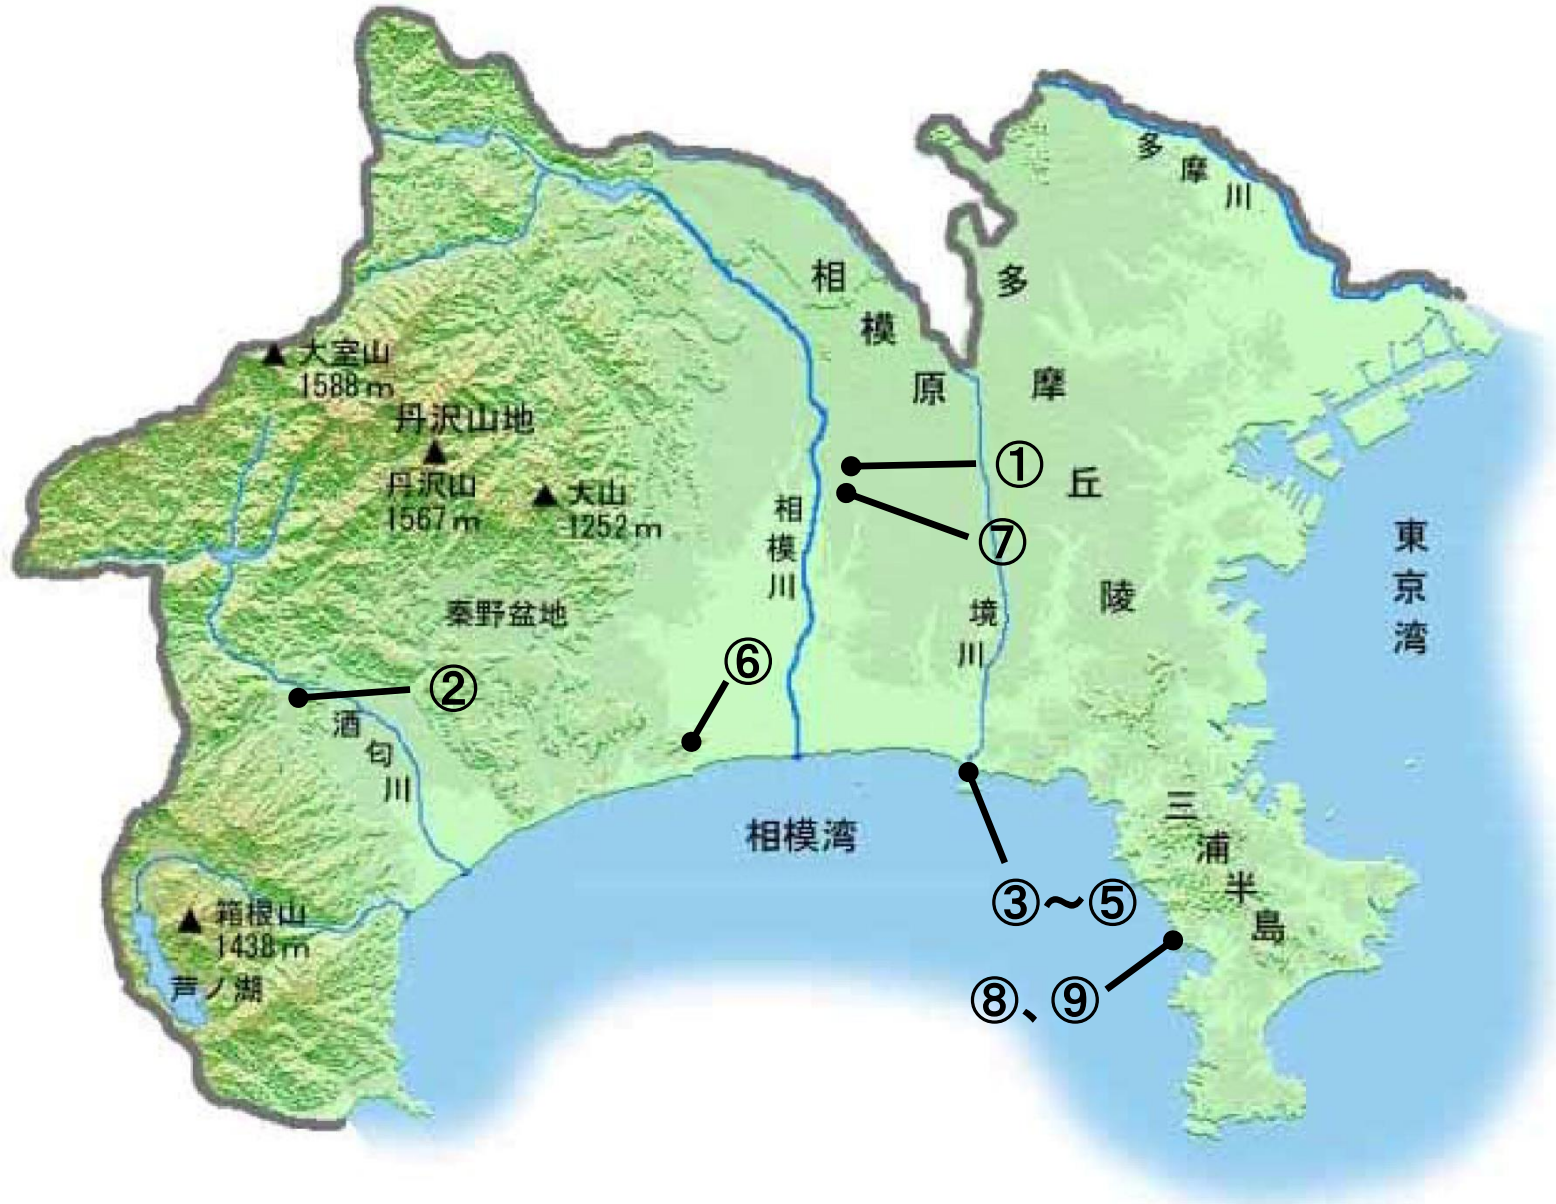 多摩川
相模原
多摩丘陵
大室山
1588m
丹沢山地
丹沢山
1567m
大山
1252m
①
⑦
相模川
東京湾
境川
秦野盆地
⑥
②
酒匂川
相模湾
三浦半島
③～⑤
箱根山
1438m
芦ノ湖
⑧、⑨